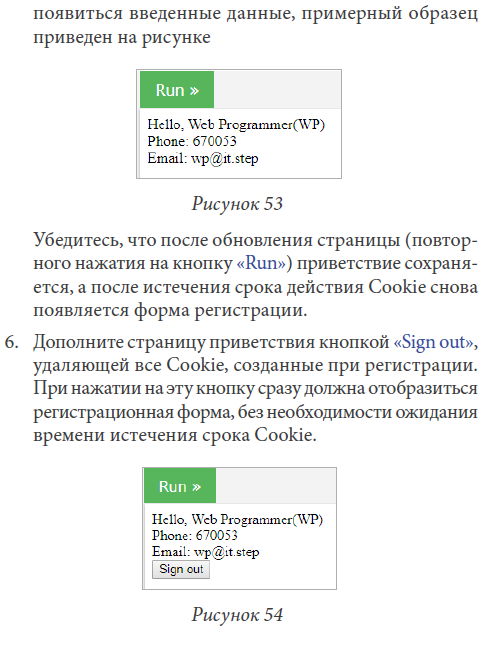 появиться введенные данные, примерный образец
приведен на рисунке
Run »
Hello, Web Programmer(WP)
Phone: 670053
Email: wp@it.step
Рисунок 53
Убедитесь, что после обновления страницы (повтор-
ного нажатия на кнопку «Run») приветствие сохраня-
ется, а после истечения срока действия Cookie снова
появляется форма регистрации.
6. Дополните страницу приветствия кнопкой «Sign out»,
удаляющей все Cookie, созданные при регистрации.
При нажатии на эту кнопку сразу должна отобразиться
регистрационная форма, без необходимости ожидания
времени истечения срока Cookie.
Run »
Hello, Web Programmer(WP)
Phone: 670053
Email: wp@it.step
Sign out
Рисунок 54